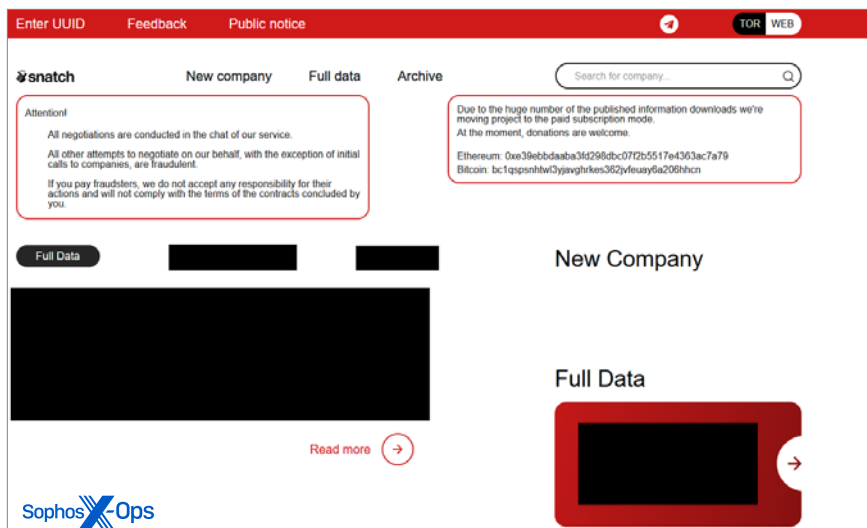 Enter UUID Feedback Public notice TOR WEB
snatch New company Full data Archive Search for company...
Attention!
All negotiations are conducted in the chat of our service.
All other attempts to negotiate on our behalf, with the exception of initial
calls to companies, are fraudulent.
If you pay fraudsters, we do not accept any responsibility for their
actions and will not comply with the terms of the contracts concluded by
you.
Due to the huge number of the published information downloads we're
moving project to the paid subscription mode.
At the moment, donations are welcome.
Ethereum: 0xe39ebbdaaba3fd298dbc07f2b5517e4363ac7a79
Bitcoin: bc1qspsnhtwl3yjavghrkes362jvfeuay6a206hhcn
Full Data
New Company
Full Data
Read more
Sophos X-Ops